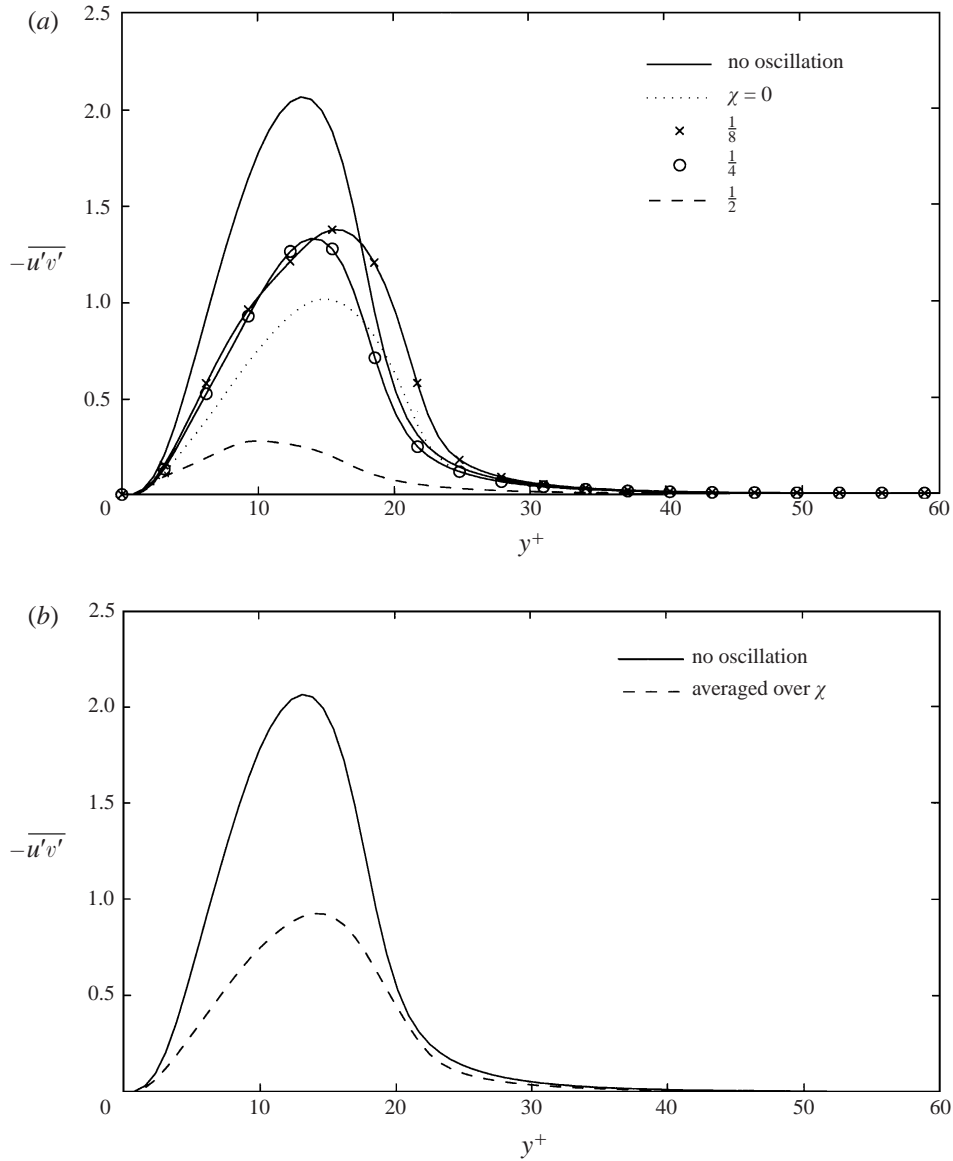 (a)
2.5
2.0
1.5
1.0
0.5
−u′v′
no oscillation
χ = 0
1/8
1/4
1/2
0 10 20 30 40 50 60
y+
(b)
2.5
2.0
1.5
1.0
0.5
−u′v′
no oscillation
averaged over χ
0 10 20 30 40 50 60
y+